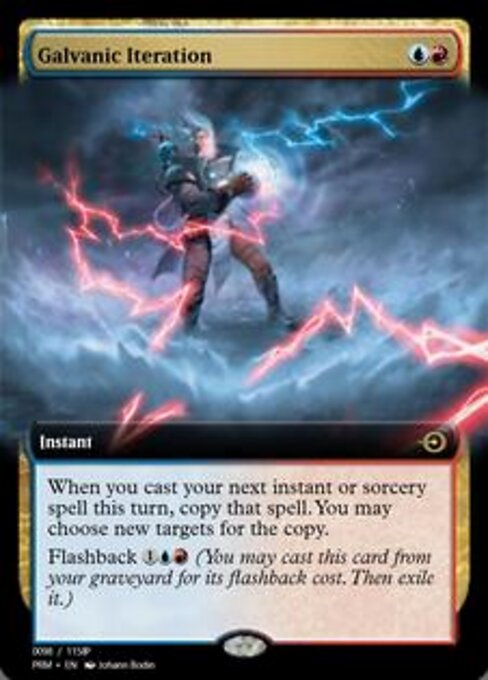 Galvanic Iteration
Instant
When you cast your next instant or sorcery
spell this turn, copy that spell. You may
choose new targets for the copy.
Flashback 1 (You may cast this card from
your graveyard for its flashback cost. Then exile
it.)
PRM • EN Johann Bodin